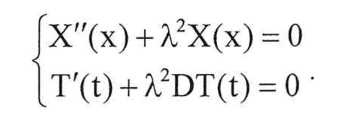 X″(x) + λ²X(x) = 0
T′(t) + λ²DT(t) = 0 .